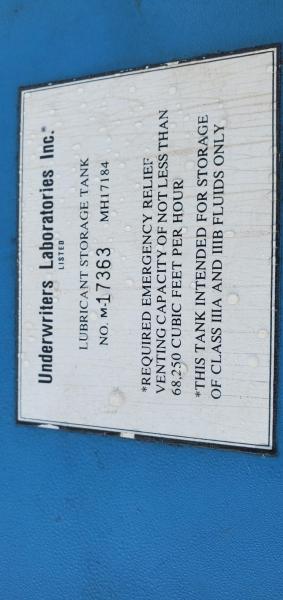 Underwriters Laboratories Inc.®
LISTED
LUBRICANT STORAGE TANK
NO. M-17363 MH17184
*REQUIRED EMERGENCY RELIEF
VENTING CAPACITY OF NOT LESS THAN
68,250 CUBIC FEET PER HOUR
*THIS TANK INTENDED FOR STORAGE
OF CLASS IIIA AND IIIB FLUIDS ONLY